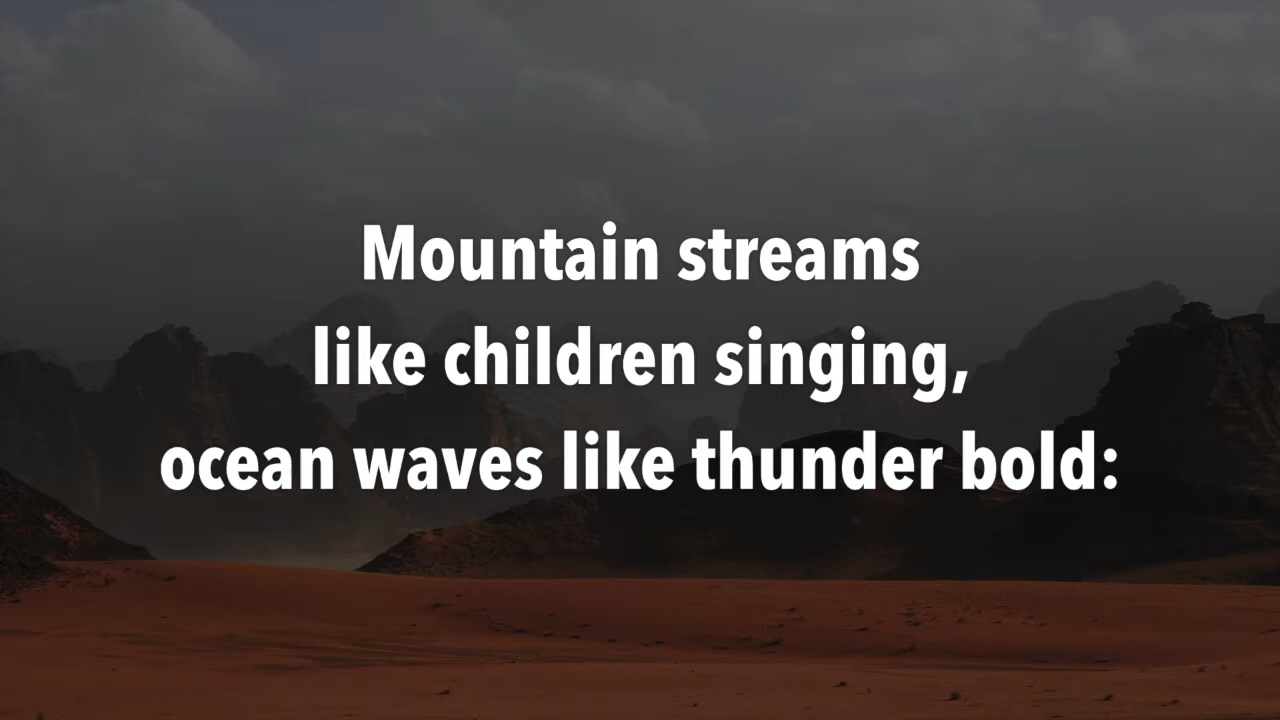 Mountain streams
like children singing,
ocean waves like thunder bold: